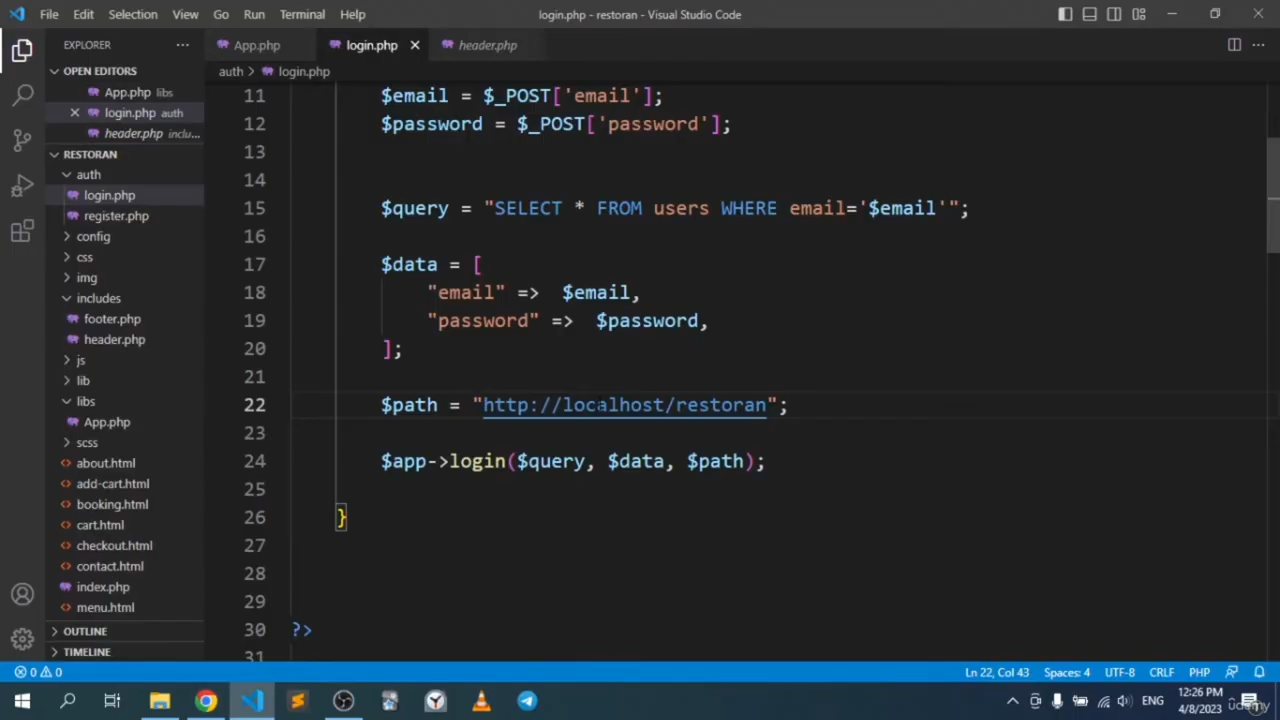 File Edit Selection View Go Run Terminal Help login.php - restoran - Visual Studio Code
EXPLORER
OPEN EDITORS
App.php libs
login.php auth
header.php inclu...
RESTORAN
auth
login.php
register.php
config
css
img
includes
footer.php
header.php
js
lib
libs
App.php
scss
about.html
add-cart.html
booking.html
cart.html
checkout.html
contact.html
index.php
menu.html
OUTLINE
TIMELINE
App.php login.php header.php
auth > login.php
11 $email = $_POST['email'];
12 $password = $_POST['password'];
13
14
15 $query = "SELECT * FROM users WHERE email='$email'";
16
17 $data = [
18 "email" => $email,
19 "password" => $password,
20 ];
21
22 $path = "http://localhost/restoran";
23
24 $app->login($query, $data, $path);
25
26 }
27
28
29
30 ?>
31
0 0 Ln 22, Col 43 Spaces: 4 UTF-8 CRLF PHP
ENG 12:26 PM
4/8/2023
udemy